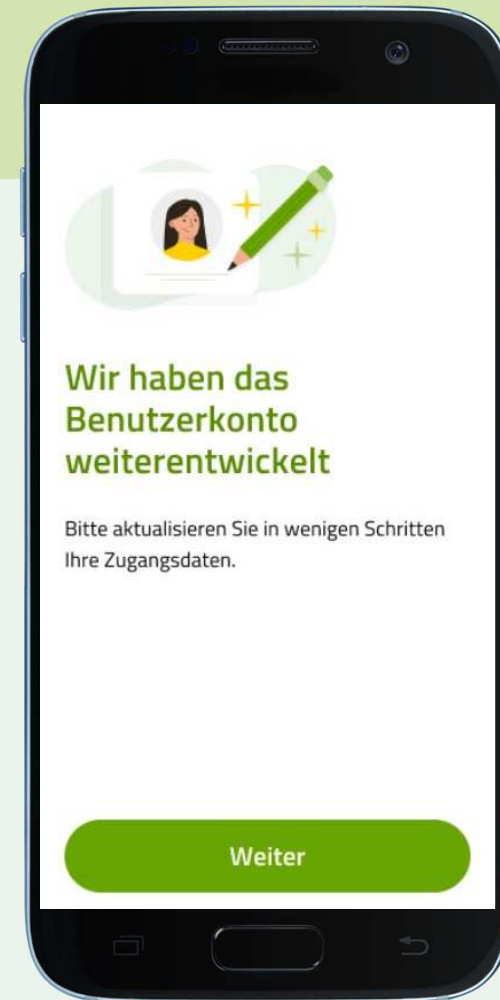 Wir haben das
Benutzerkonto
weiterentwickelt
Bitte aktualisieren Sie in wenigen Schritten
Ihre Zugangsdaten.
Weiter